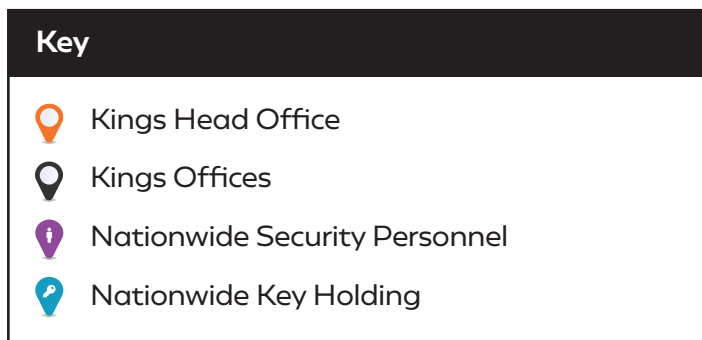 Key
Kings Head Office
Kings Offices
Nationwide Security Personnel
Nationwide Key Holding